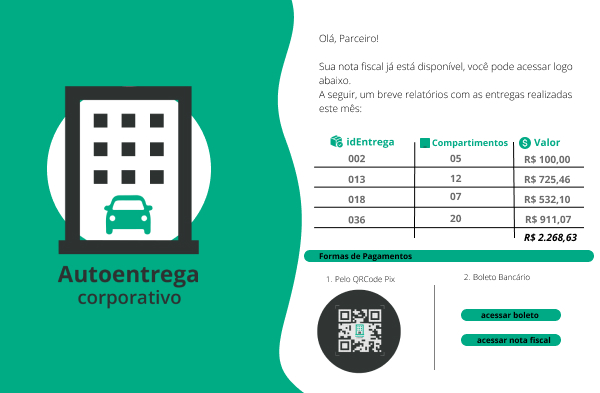 Autoentrega
corporativo
Olá, Parceiro!
Sua nota fiscal já está disponível, você pode acessar logo
abaixo.
A seguir, um breve relatórios com as entregas realizadas
este mês:
idEntrega Compartimentos Valor
002 05 R$ 100,00
013 12 R$ 725,46
018 07 R$ 532,10
036 20 R$ 911,07
R$ 2.268,63
Formas de Pagamentos
1. Pelo QRCode Pix
2. Boleto Bancário
acessar boleto
acessar nota fiscal